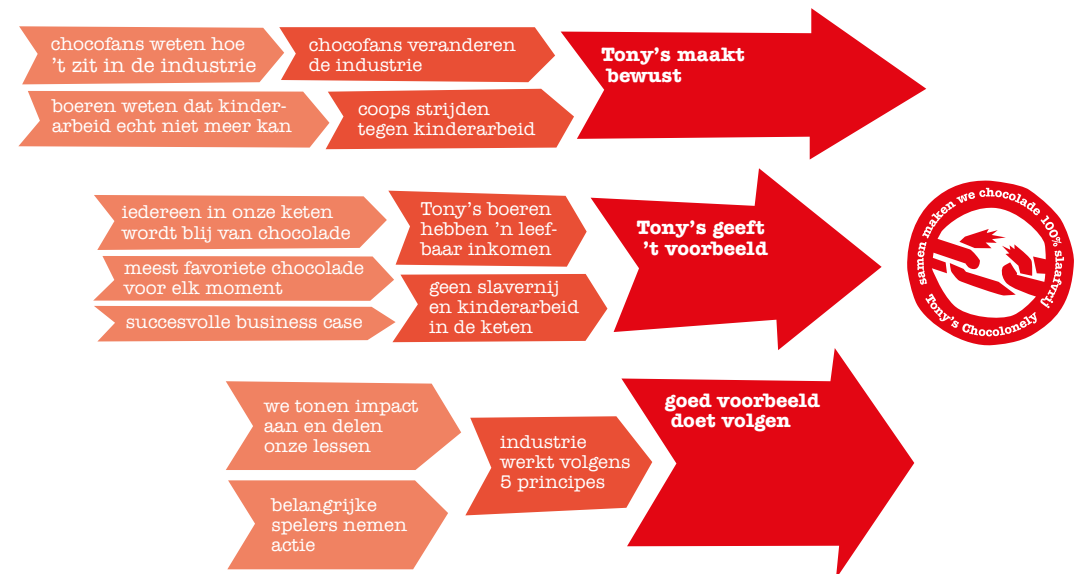 chocofans weten hoe
’t zit in de industrie
chocofans veranderen
de industrie
boeren weten dat kinder-
arbeid echt niet meer kan
coops strijden
tegen kinderarbeid
Tony’s maakt
bewust
iedereen in onze keten
wordt blij van chocolade
meest favoriete chocolade
voor elk moment
succesvolle business case
Tony’s boeren
hebben ’n leef-
baar inkomen
geen slavernij
en kinderarbeid
in de keten
Tony’s geeft
’t voorbeeld
we tonen impact
aan en delen
onze lessen
belangrijke
spelers nemen
actie
industrie
werkt volgens
5 principes
goed voorbeeld
doet volgen
samen maken we chocolade 100% slaafvrij!
Tony’s Chocolonely